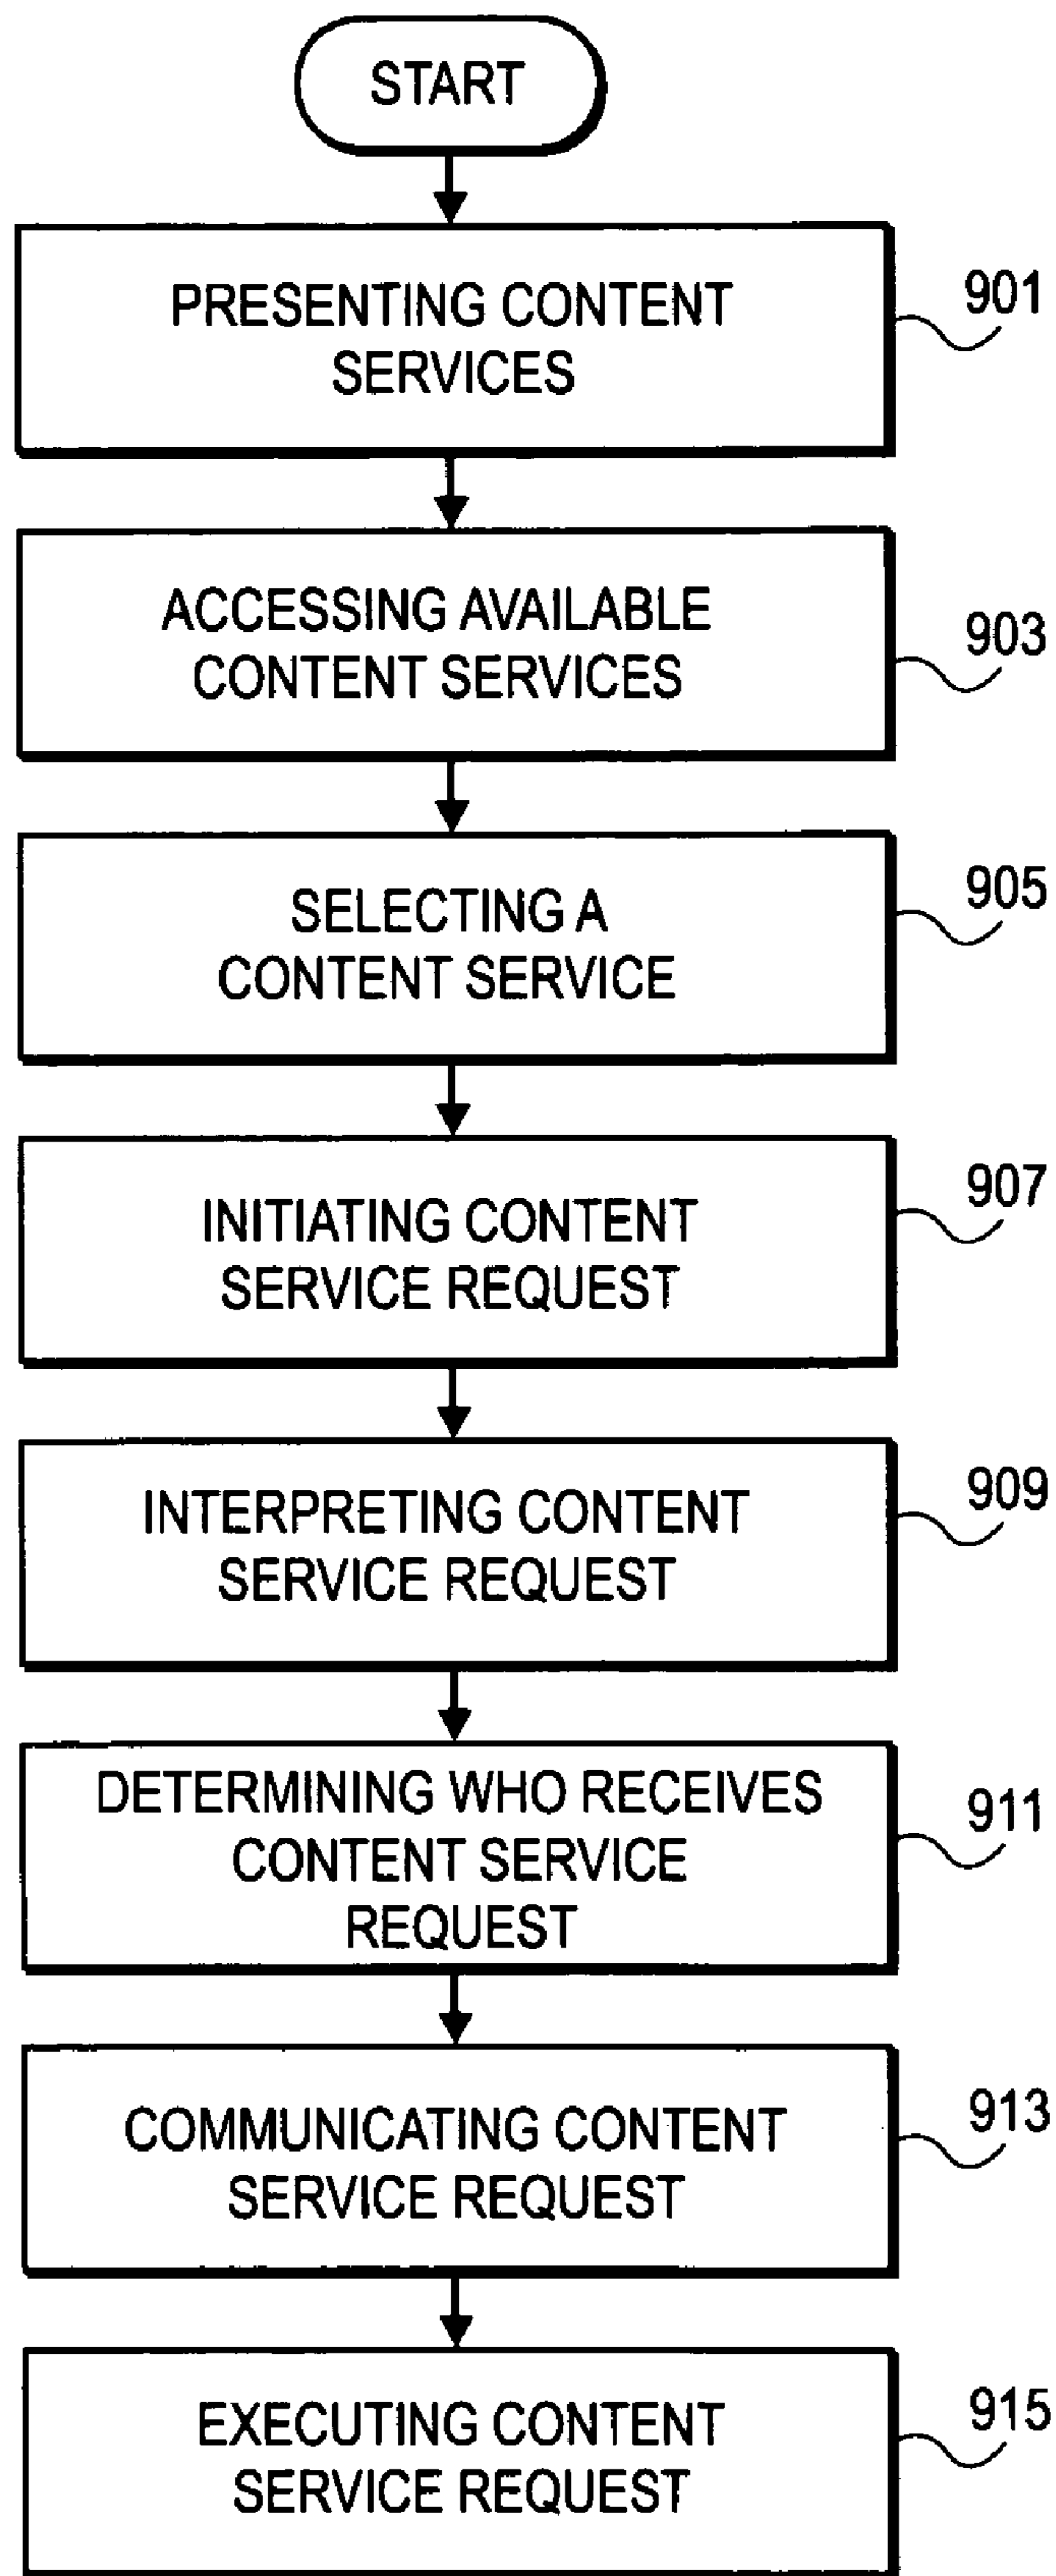 START
PRESENTING CONTENT
SERVICES
901
ACCESSING AVAILABLE
CONTENT SERVICES
903
SELECTING A
CONTENT SERVICE
905
INITIATING CONTENT
SERVICE REQUEST
907
INTERPRETING CONTENT
SERVICE REQUEST
909
DETERMINING WHO RECEIVES
CONTENT SERVICE
REQUEST
911
COMMUNICATING CONTENT
SERVICE REQUEST
913
EXECUTING CONTENT
SERVICE REQUEST
915